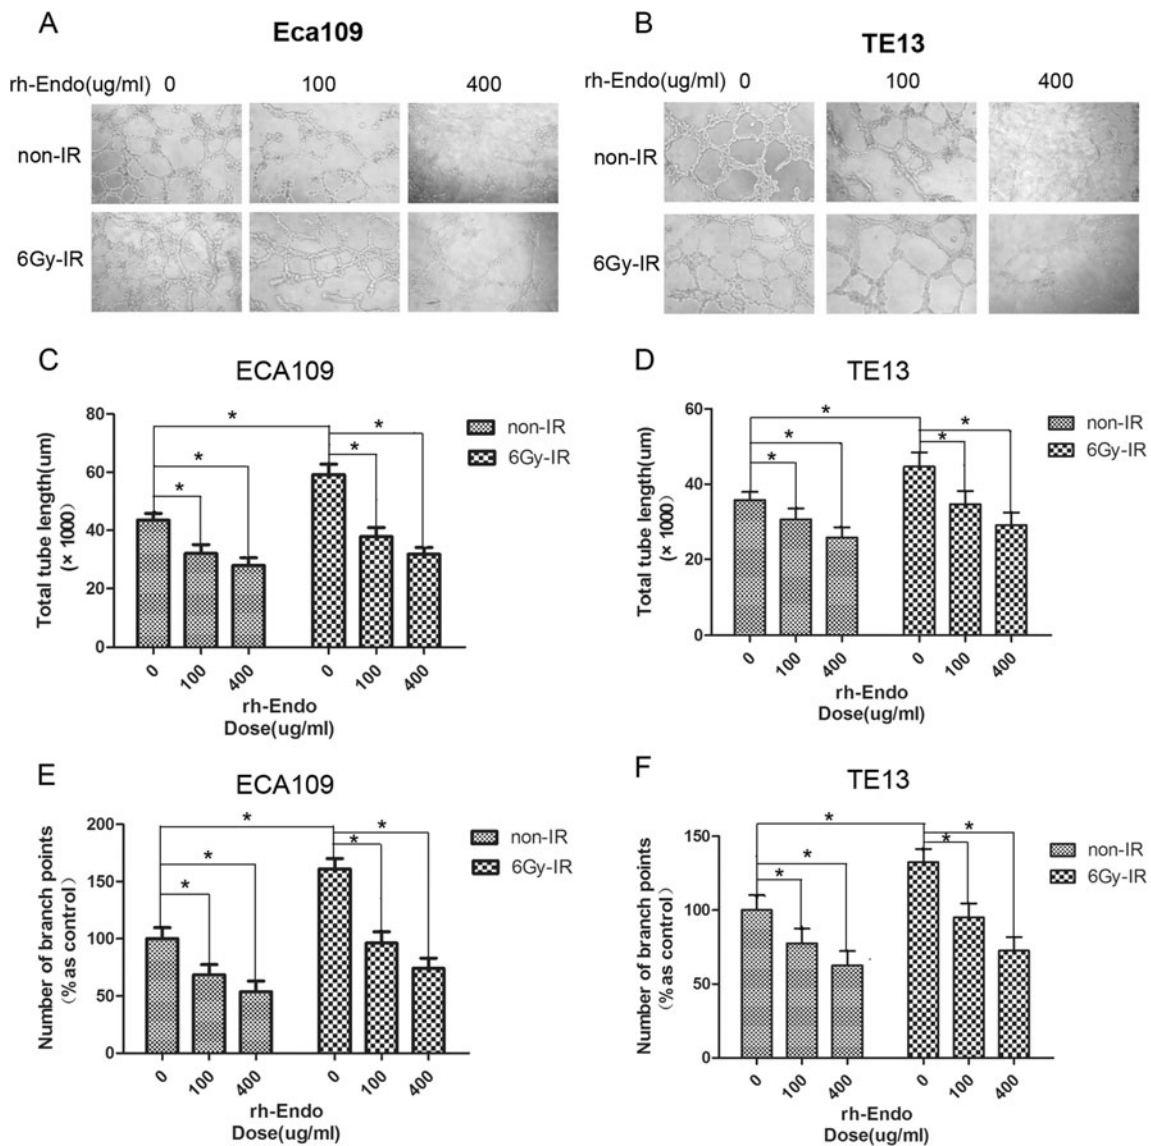 A
Eca109
rh-Endo(ug/ml) 0 100 400
non-IR
6Gy-IR
B
TE13
rh-Endo(ug/ml) 0 100 400
non-IR
6Gy-IR
C
ECA109
Total tube length(um)
(× 1000)
80
60
40
20
0
* * * * *
non-IR
6Gy-IR
0 100 400 0 100 400
rh-Endo
Dose(ug/ml)
D
TE13
Total tube length(um)
(× 1000)
60
40
20
0
* * * * *
non-IR
6Gy-IR
0 100 400 0 100 400
rh-Endo
Dose(ug/ml)
E
ECA109
Number of branch points
(%as control)
200
150
100
50
0
* * * * *
non-IR
6Gy-IR
0 100 400 0 100 400
rh-Endo
Dose(ug/ml)
F
TE13
Number of branch points
(%as control)
150
100
50
0
* * * * *
non-IR
6Gy-IR
0 100 400 0 100 400
rh-Endo
Dose(ug/ml)